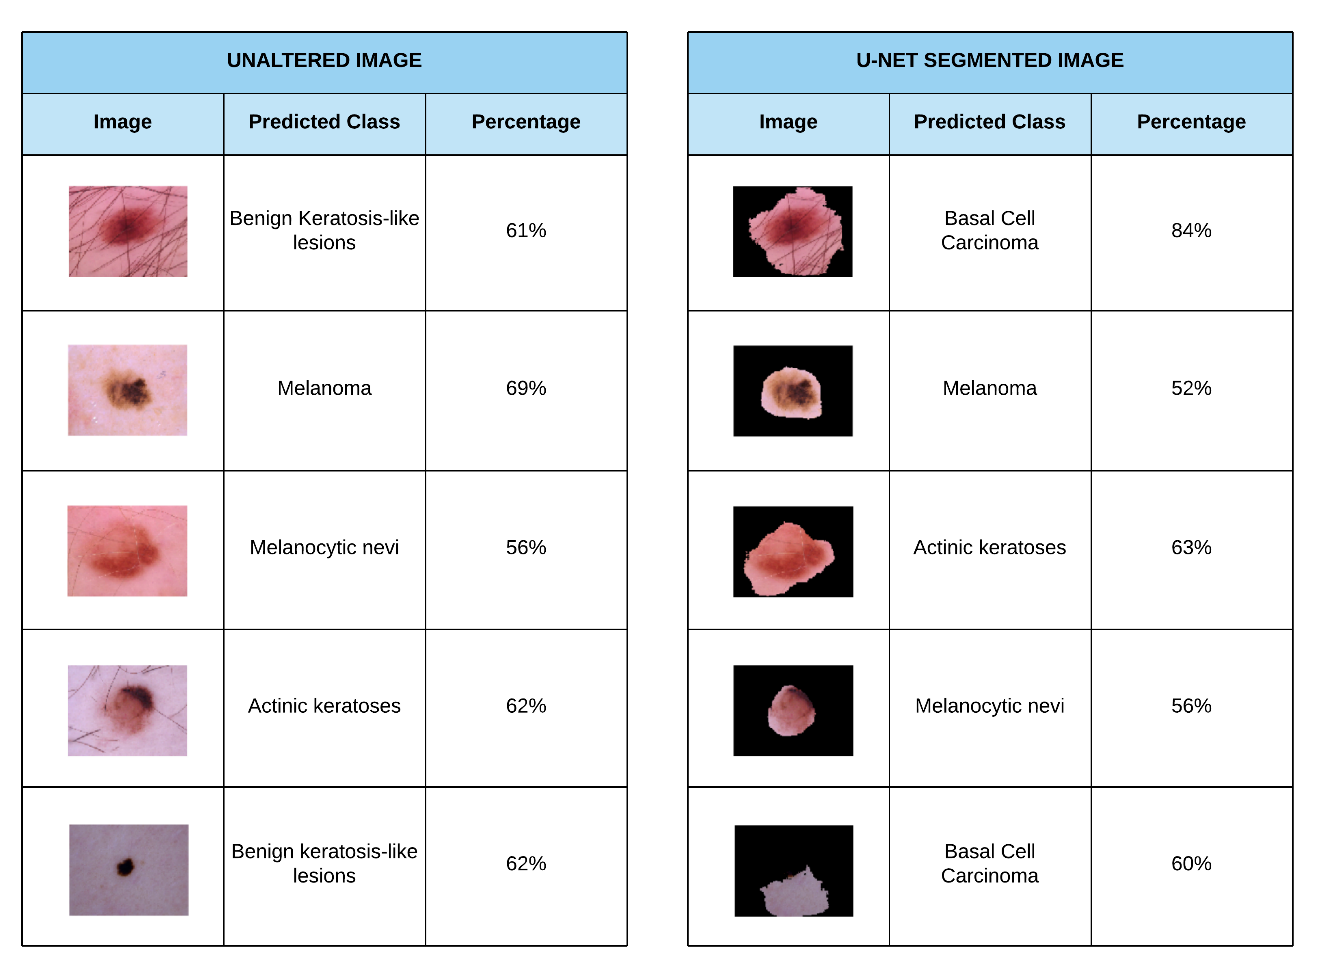 UNALTERED IMAGE
Image Predicted Class Percentage
Benign Keratosis-like
lesions
61%
Melanoma 69%
Melanocytic nevi 56%
Actinic keratoses 62%
Benign keratosis-like
lesions
62%
U-NET SEGMENTED IMAGE
Image Predicted Class Percentage
Basal Cell
Carcinoma
84%
Melanoma 52%
Actinic keratoses 63%
Melanocytic nevi 56%
Basal Cell
Carcinoma
60%